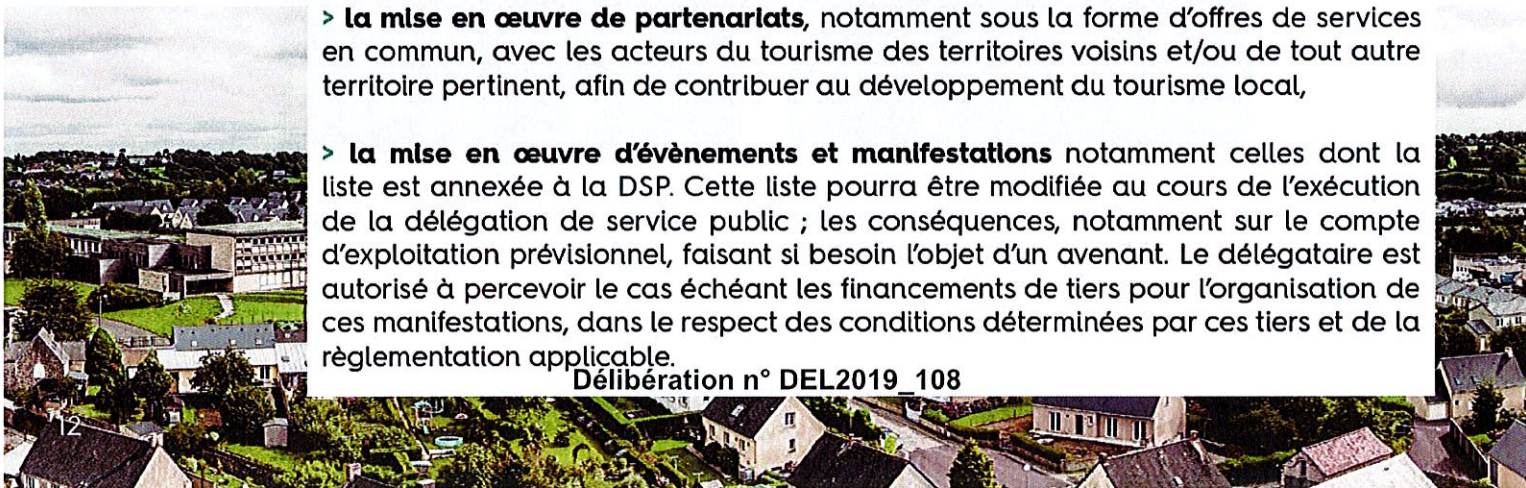 > la mise en œuvre de partenariats, notamment sous la forme d'offres de services
en commun, avec les acteurs du tourisme des territoires voisins et/ou de tout autre
territoire pertinent, afin de contribuer au développement du tourisme local,
> la mise en œuvre d'évènements et manifestations notamment celles dont la
liste est annexée à la DSP. Cette liste pourra être modifiée au cours de l'exécution
de la délégation de service public ; les conséquences, notamment sur le compte
d'exploitation prévisionnel, faisant si besoin l'objet d'un avenant. Le délégataire est
autorisé à percevoir le cas échéant les financements de tiers pour l'organisation de
ces manifestations, dans le respect des conditions déterminées par ces tiers et de la
règlementation applicable.
Délibération n° DEL2019_108
12